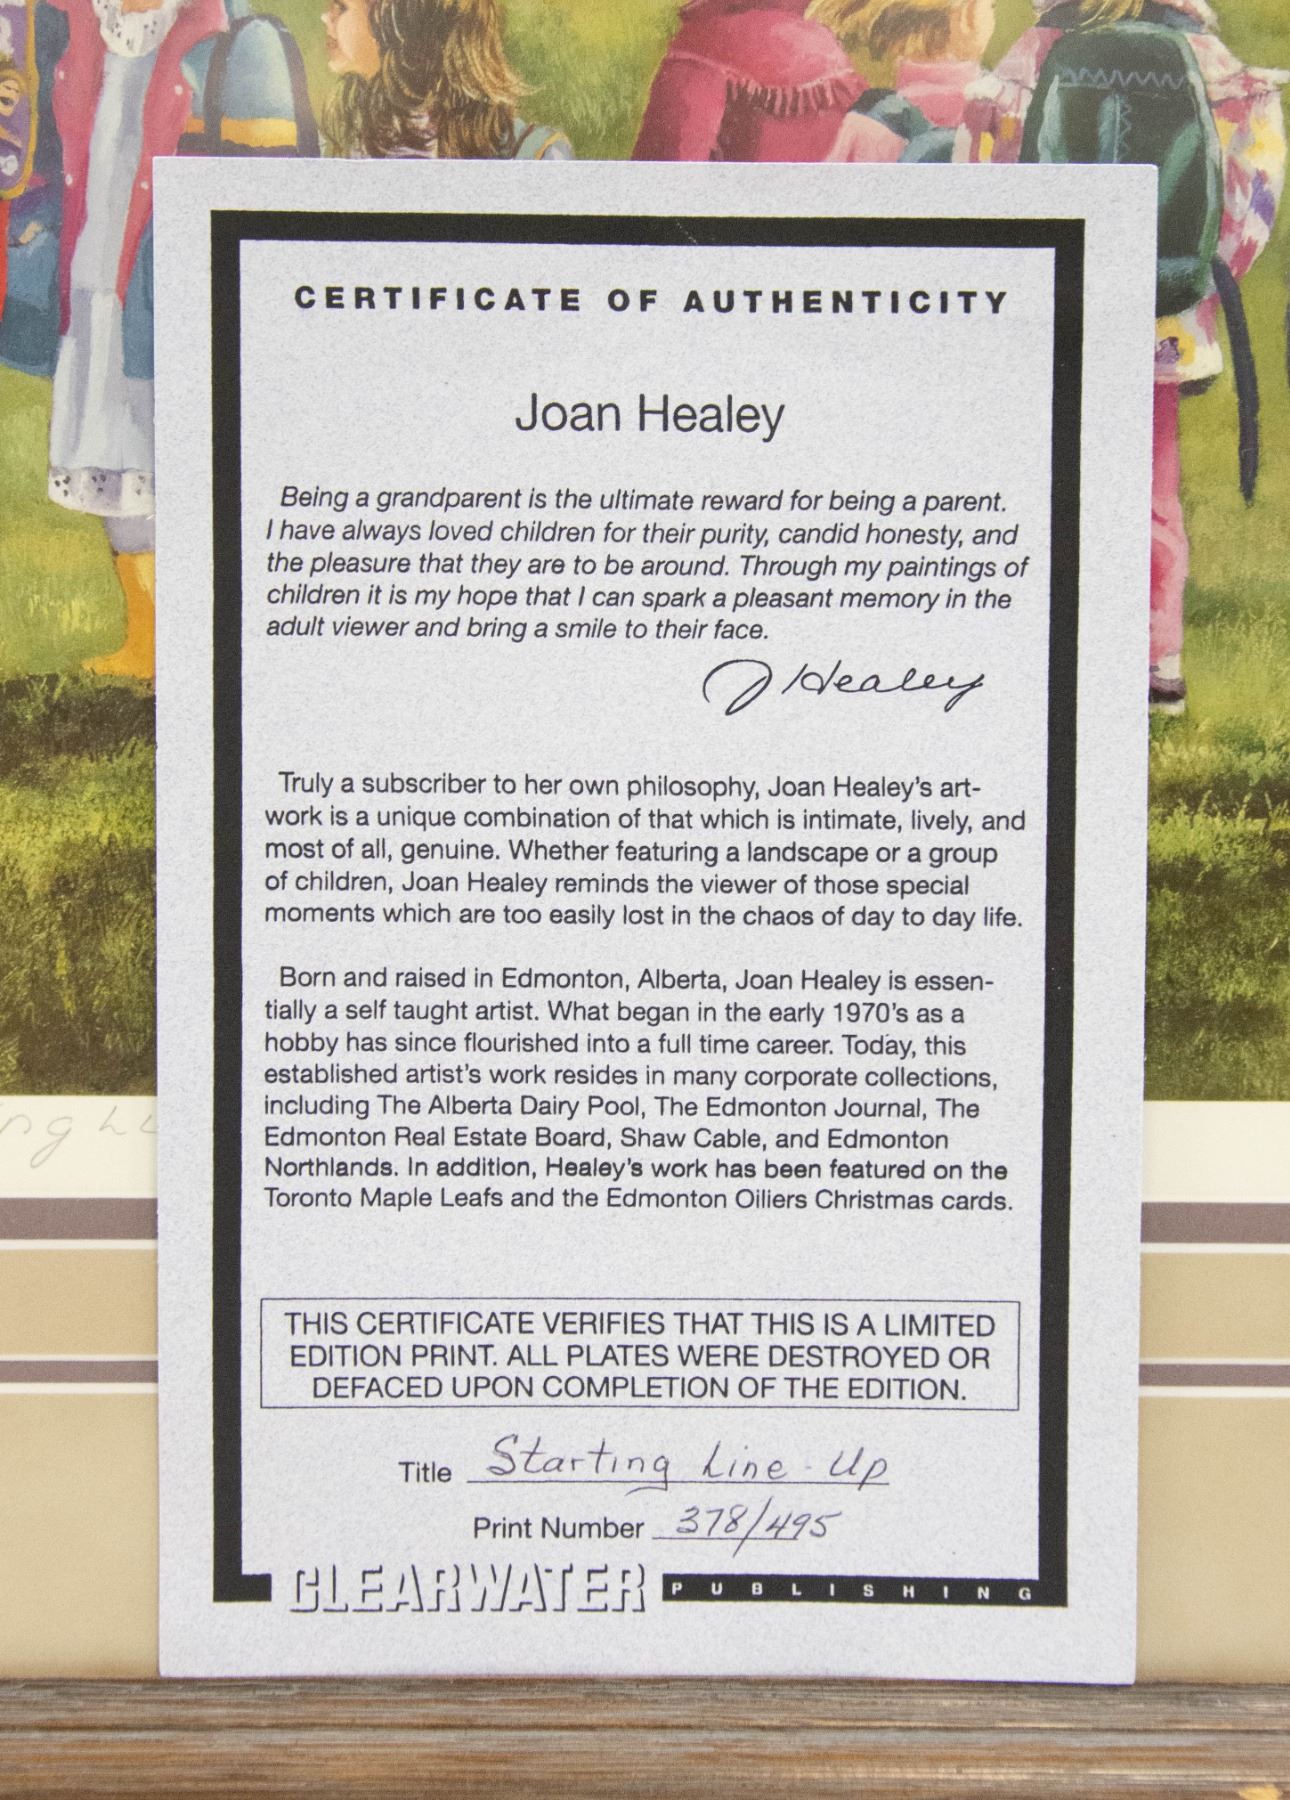 CERTIFICATE OF AUTHENTICITY
Joan Healey
Being a grandparent is the ultimate reward for being a parent.
I have always loved children for their purity, candid honesty, and
the pleasure that they are to be around. Through my paintings of
children it is my hope that I can spark a pleasant memory in the
adult viewer and bring a smile to their face.
J Healey
Truly a subscriber to her own philosophy, Joan Healey's art-
work is a unique combination of that which is intimate, lively, and
most of all, genuine. Whether featuring a landscape or a group
of children, Joan Healey reminds the viewer of those special
moments which are too easily lost in the chaos of day to day life.
Born and raised in Edmonton, Alberta, Joan Healey is essen-
tially a self taught artist. What began in the early 1970's as a
hobby has since flourished into a full time career. Today, this
established artist's work resides in many corporate collections,
including The Alberta Dairy Pool, The Edmonton Journal, The
Edmonton Real Estate Board, Shaw Cable, and Edmonton
Northlands. In addition, Healey's work has been featured on the
Toronto Maple Leafs and the Edmonton Oiliers Christmas cards.
THIS CERTIFICATE VERIFIES THAT THIS IS A LIMITED
EDITION PRINT. ALL PLATES WERE DESTROYED OR
DEFACED UPON COMPLETION OF THE EDITION.
Title Starting Line-Up
Print Number 378/495
CLEARWATER PUBLISHING